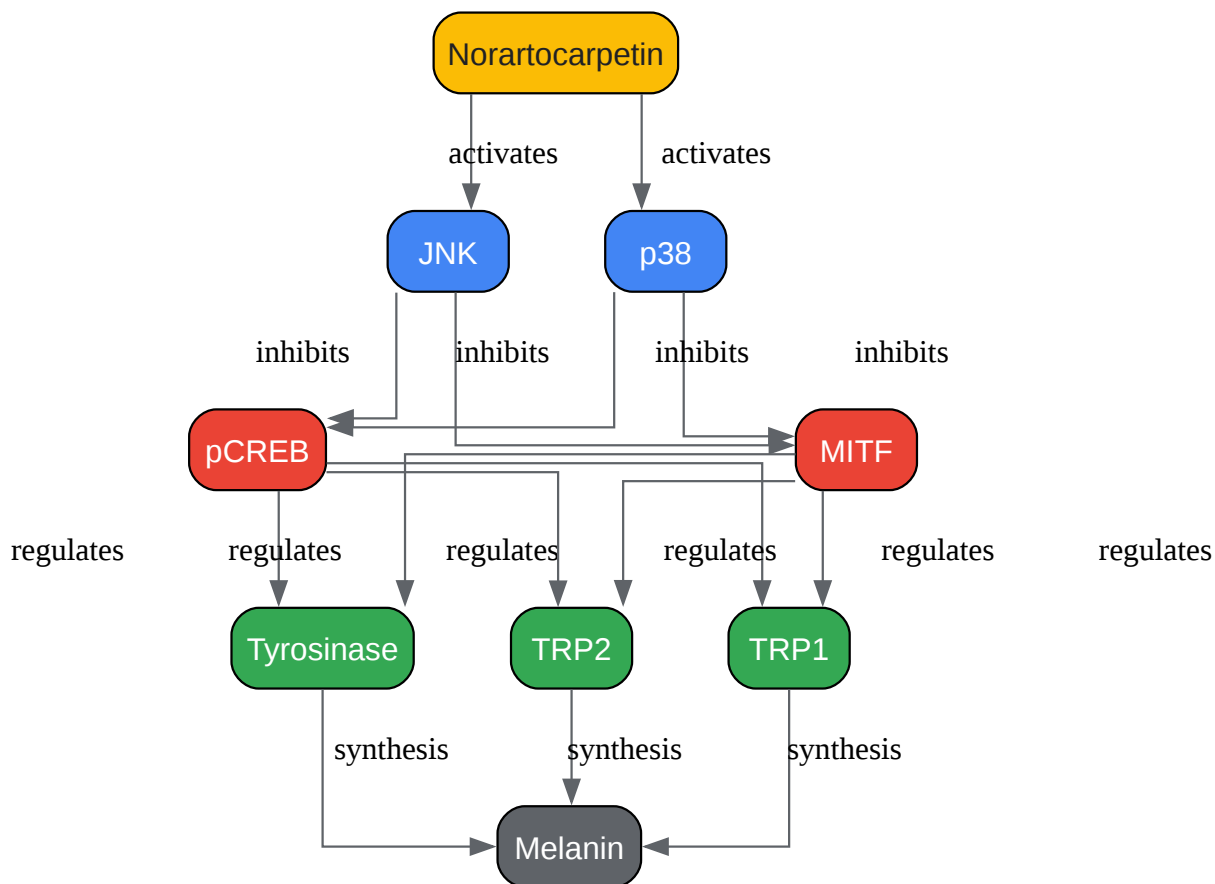 Norartocarpetin
activates activates
JNK p38
inhibits inhibits inhibits inhibits
pCREB MITF
regulates regulates regulates regulates regulates regulates
Tyrosinase TRP2 TRP1
synthesis synthesis synthesis
Melanin